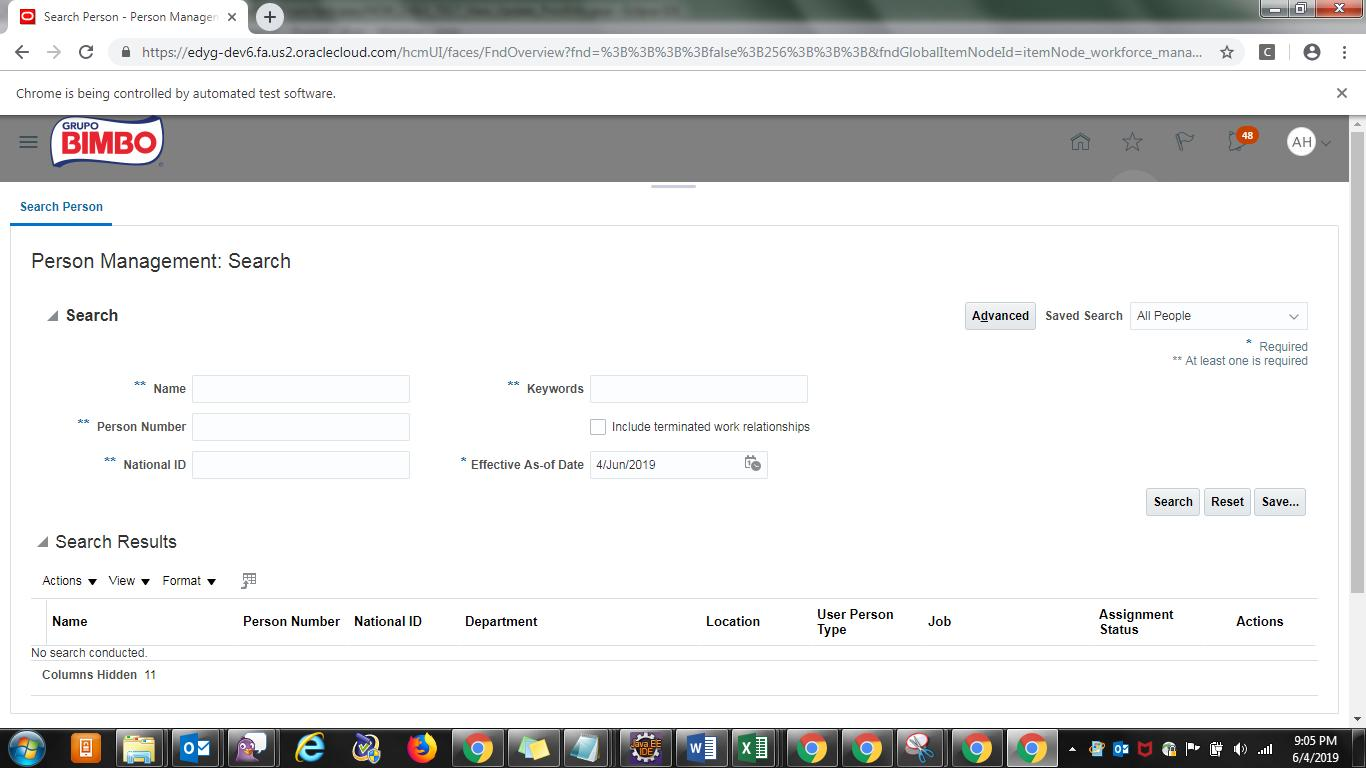 Search Person - Person Managen
https://edyg-dev6.fa.us2.oraclecloud.com/hcmUI/faces/FndOverview?fnd=%3B%3B%3B%3Bfalse%3B256%3B%3B%3B&fndGlobalItemNodeId=itemNode_workforce_mana...
C
Chrome is being controlled by automated test software.
GRUPO
BIMBO
48
AH
Search Person
Person Management: Search
Search
Advanced Saved Search All People
* Required
** At least one is required
** Name ** Keywords
** Person Number Include terminated work relationships
** National ID * Effective As-of Date 4/Jun/2019
Search Reset Save...
Search Results
Actions View Format
Name Person Number National ID Department Location User Person Type Job Assignment Status Actions
No search conducted.
Columns Hidden 11
Java EE
IDE
9:05 PM
6/4/2019